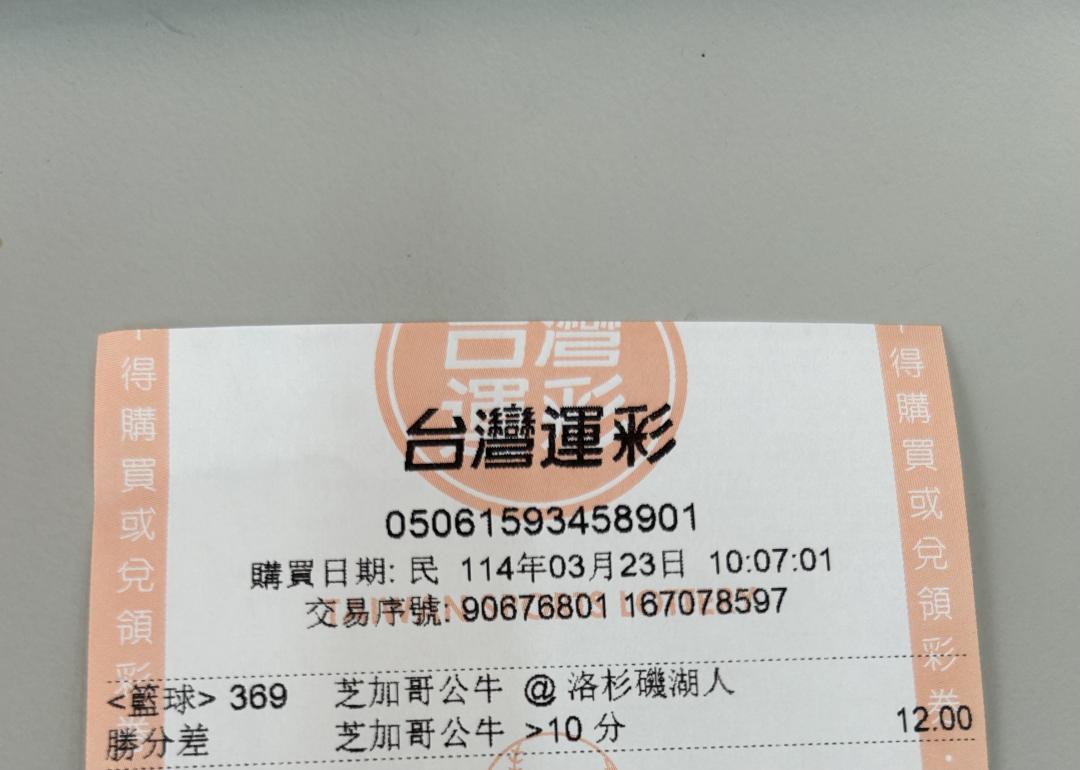 台灣
運彩
台灣運彩
05061593458901
購買日期: 民 114年03月23日 10:07:01
交易序號: 90676801 167078597
<籃球> 369 芝加哥公牛 @ 洛杉磯湖人
勝分差 芝加哥公牛 >10 分 12.00
得購買或兌領彩券
得購買或兌領彩券